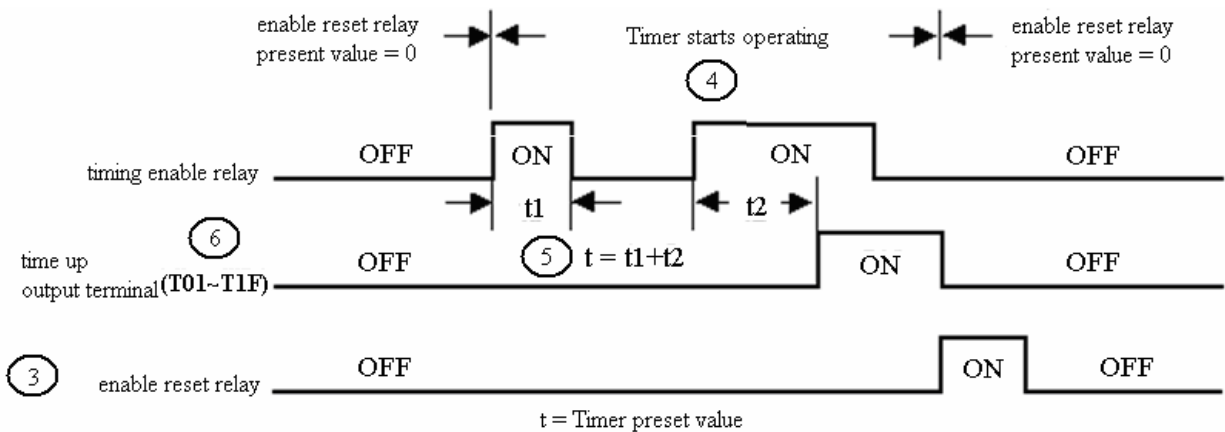 enable reset relay
present value = 0
Timer starts operating
enable reset relay
present value = 0
4
timing enable relay
OFF
ON
ON
OFF
t1
t2
6
5
t = t1+t2
time up
output terminal(T01~T1F)
OFF
ON
OFF
3
enable reset relay
OFF
ON
OFF
t = Timer preset value